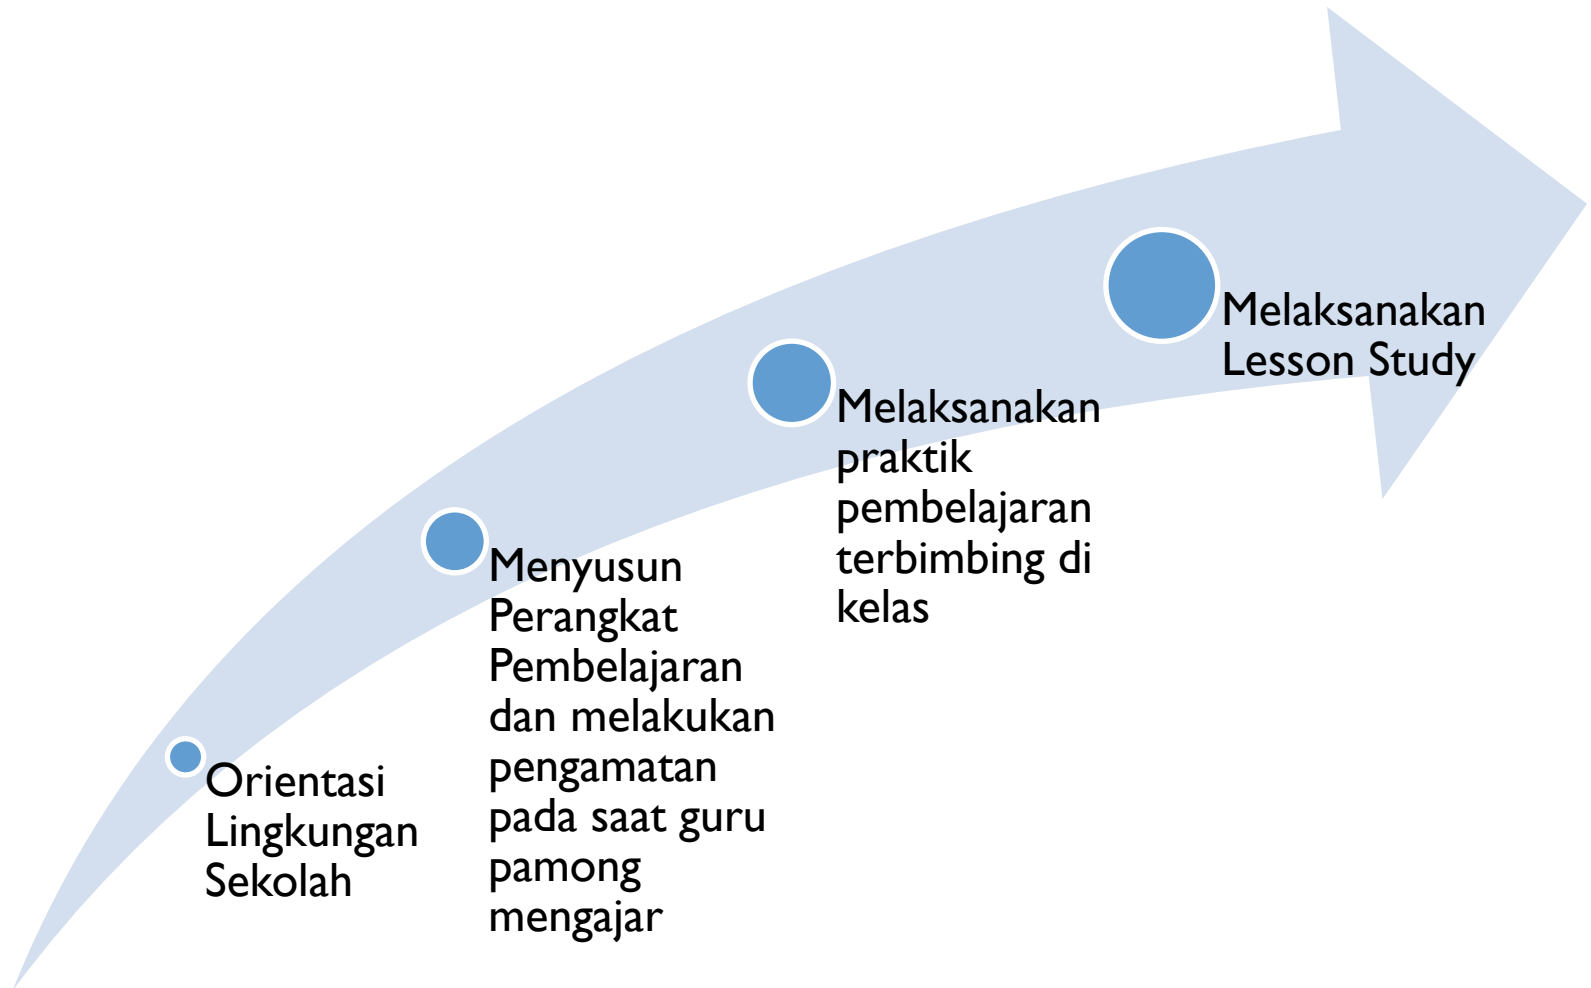 Orientasi
Lingkungan
Sekolah
Menyusun
Perangkat
Pembelajaran
dan melakukan
pengamatan
pada saat guru
pamong
mengajar
Melaksanakan
praktik
pembelajaran
terbimbing di
kelas
Melaksanakan
Lesson Study